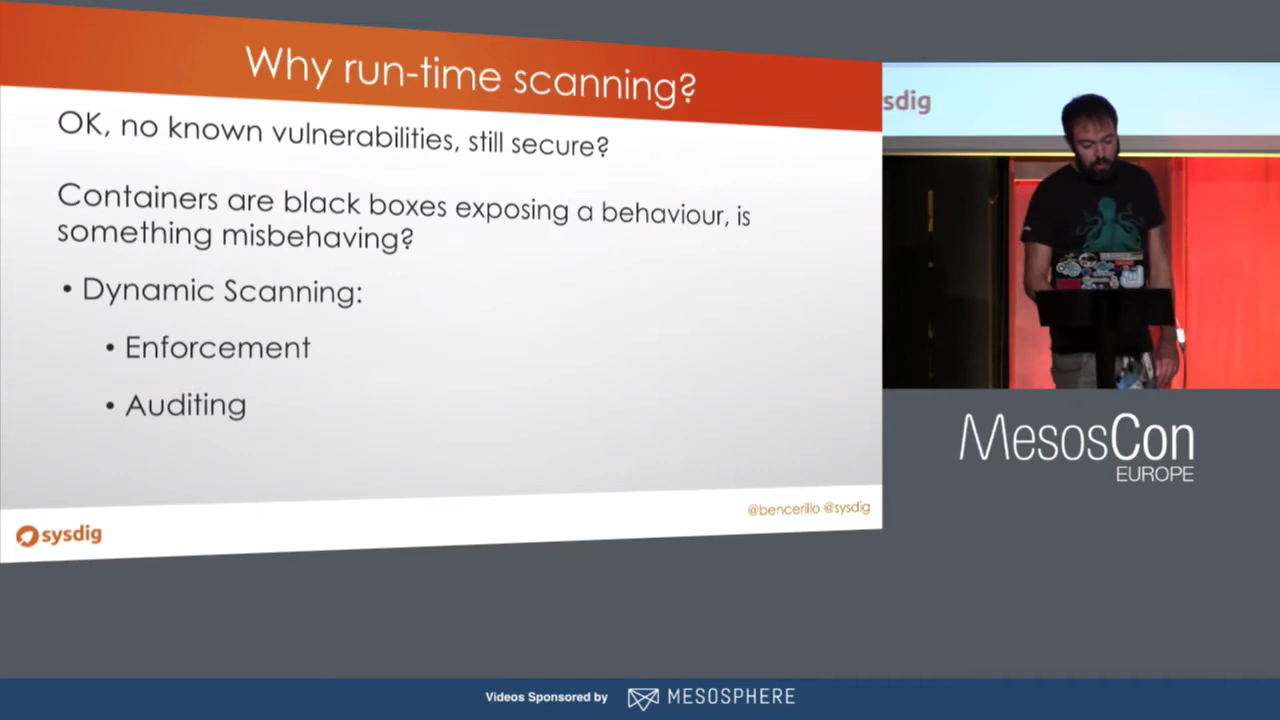 Why run-time scanning?
OK, no known vulnerabilities, still secure?
Containers are black boxes exposing a behaviour, is
something misbehaving?
• Dynamic Scanning:
• Enforcement
• Auditing
sysdig
@bencerillo @sysdig
sdig
MesosCon
EUROPE
Videos Sponsored by
MESOSPHERE